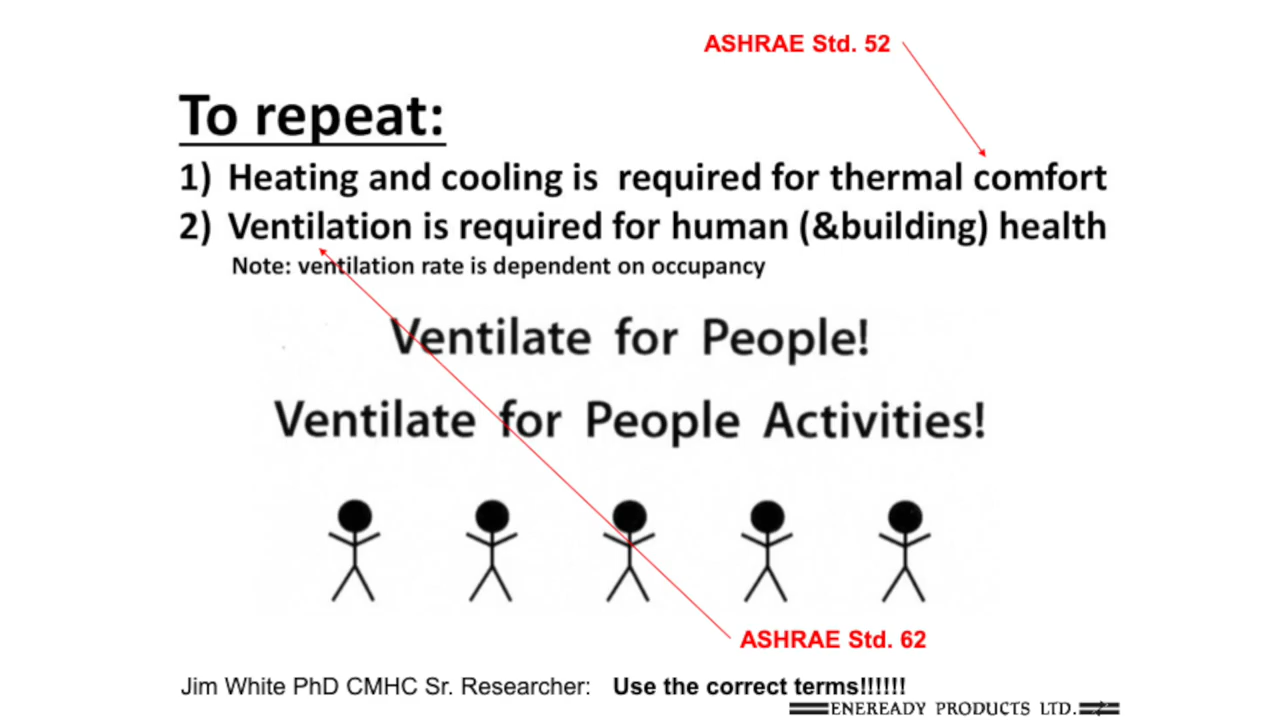 ASHRAE Std. 52
To repeat:
1) Heating and cooling is required for thermal comfort
2) Ventilation is required for human (&building) health
Note: ventilation rate is dependent on occupancy
Ventilate for People!
Ventilate for People Activities!
ASHRAE Std. 62
Jim White PhD CMHC Sr. Researcher: Use the correct terms!!!!!!
ENEREADY PRODUCTS LTD.